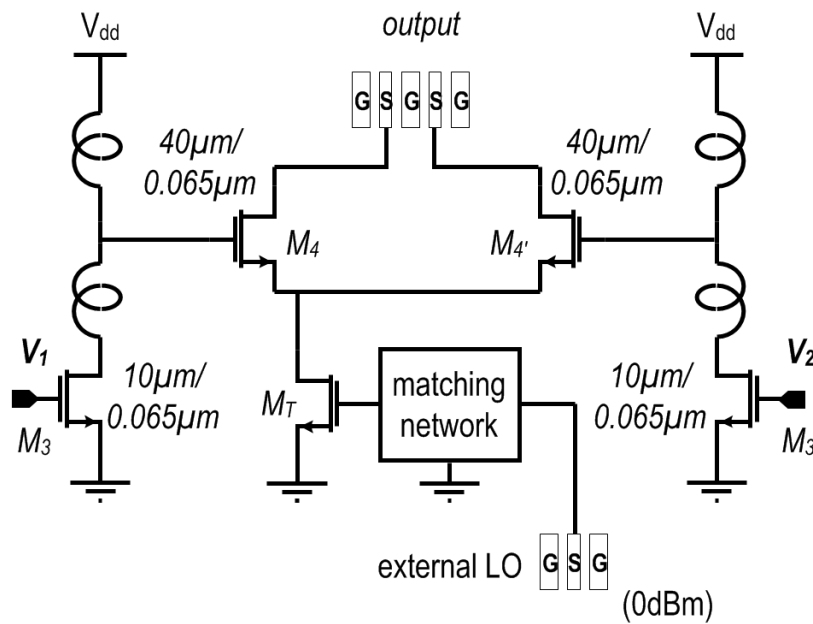 output
V_dd
V_dd
G S G S G
40µm/
0.065µm
40µm/
0.065µm
M_4
M_4'
V_1
10µm/
0.065µm
M_3
M_T
matching
network
10µm/
0.065µm
V_2
M_3
external LO
G S G
(0dBm)